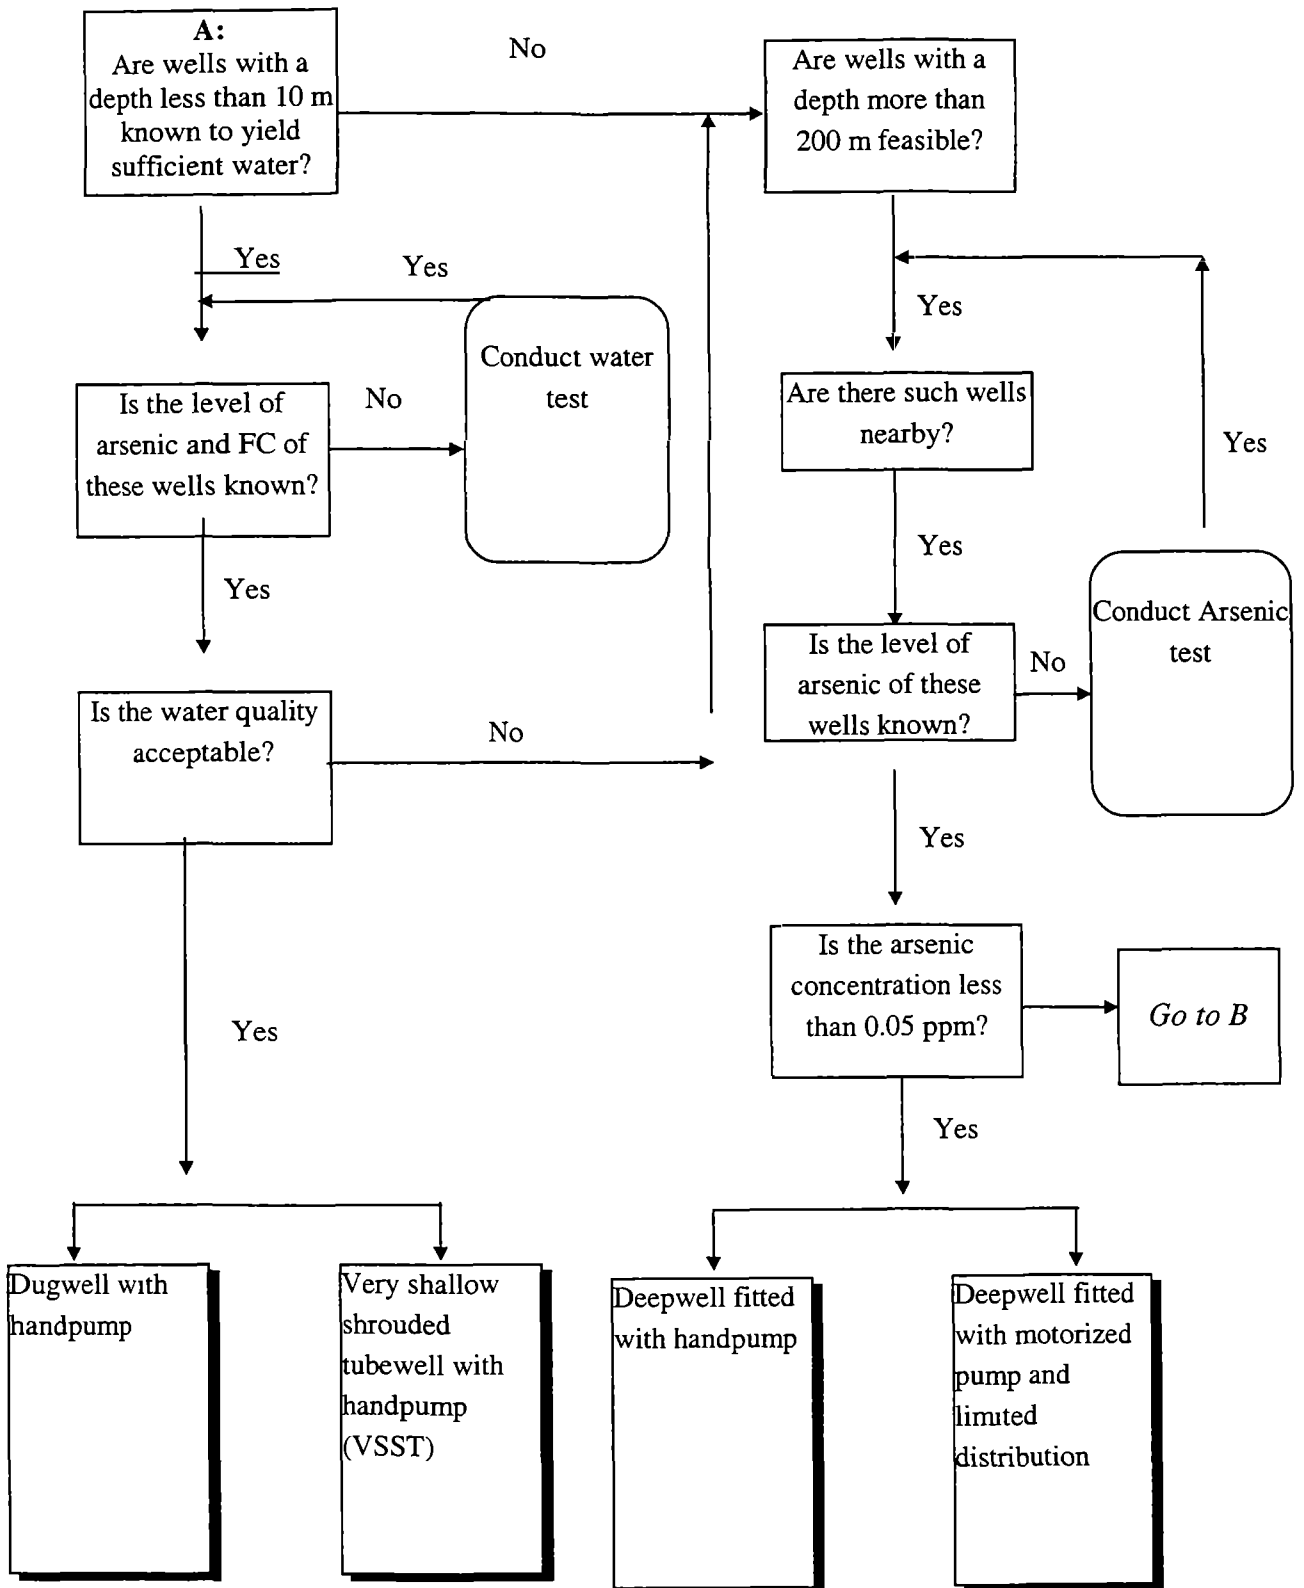 A:
Are wells with a
depth less than 10 m
known to yield
sufficient water?
No
Are wells with a
depth more than
200 m feasible?
Yes
Yes
Yes
Conduct water
test
Is the level of
arsenic and FC of
these wells known?
No
Are there such wells
nearby?
Yes
Yes
Yes
Conduct Arsenic
test
Is the level of
arsenic of these
wells known?
No
Is the water quality
acceptable?
No
Yes
Is the arsenic
concentration less
than 0.05 ppm?
Go to B
Yes
Yes
Dugwell with
handpump
Very shallow
shrouded
tubewell with
handpump
(VSST)
Deepwell fitted
with handpump
Deepwell fitted
with motorized
pump and
limited
distribution